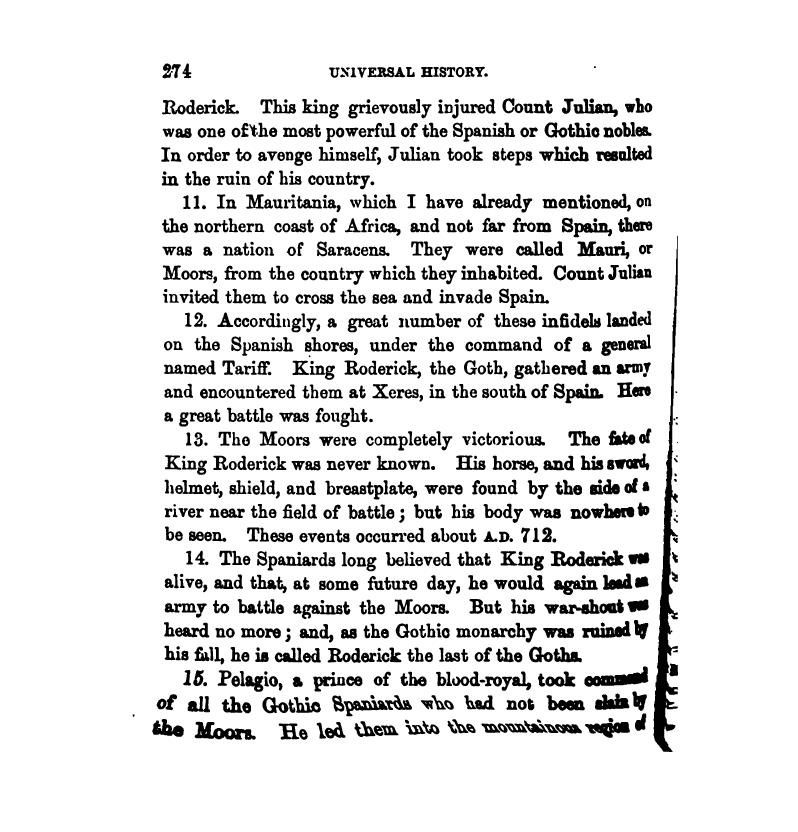 274 UNIVERSAL HISTORY.
Roderick. This king grievously injured Count Julian, who
was one of the most powerful of the Spanish or Gothic nobles.
In order to avenge himself, Julian took steps which resulted
in the ruin of his country.
11. In Mauritania, which I have already mentioned, on
the northern coast of Africa, and not far from Spain, there
was a nation of Saracens. They were called Mauri, or
Moors, from the country which they inhabited. Count Julian
invited them to cross the sea and invade Spain.
12. Accordingly, a great number of these infidels landed
on the Spanish shores, under the command of a general
named Tariff. King Roderick, the Goth, gathered an army
and encountered them at Xeres, in the south of Spain. Here
a great battle was fought.
13. The Moors were completely victorious. The fate of
King Roderick was never known. His horse, and his sword,
helmet, shield, and breastplate, were found by the side of a
river near the field of battle; but his body was nowhere to
be seen. These events occurred about A.D. 712.
14. The Spaniards long believed that King Roderick was
alive, and that, at some future day, he would again lead an
army to battle against the Moors. But his war-shout was
heard no more; and, as the Gothic monarchy was ruined by
his fall, he is called Roderick the last of the Goths.
15. Pelagio, a prince of the blood-royal, took command
of all the Gothic Spaniards who had not been slain by
the Moors. He led them into the mountainous region of